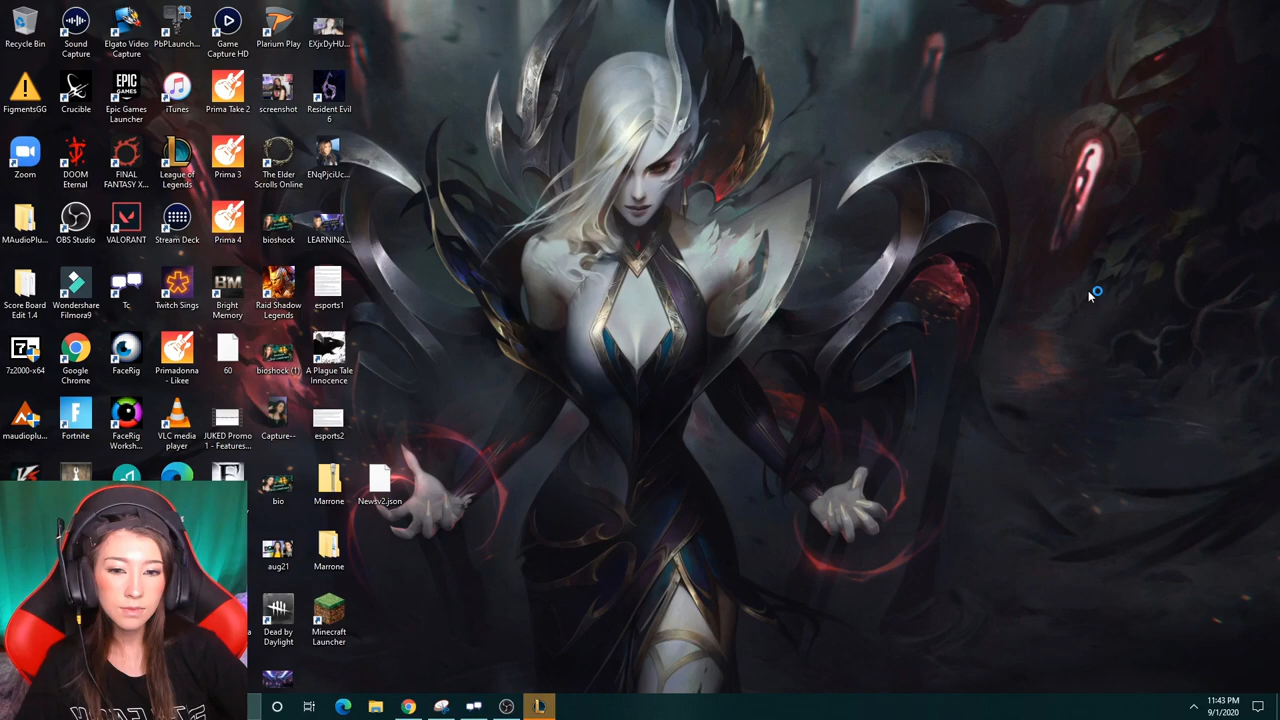 Recycle Bin
Sound
Capture
Elgato Video
Capture
PbPLaunch...
Game
Capture HD
Plarium Play
EXjxDyHU...
FigmentsGG
Crucible
EPIC
GAMES
Epic Games
Launcher
iTunes
Prima Take 2
screenshot
Resident Evil
6
Zoom
DOOM
Eternal
FINAL
FANTASY X...
League of
Legends
Prima 3
The Elder
Scrolls Online
ENqPjciUc...
MAudioPlu...
OBS Studio
VALORANT
Stream Deck
Prima 4
bioshock
LEARNING...
Score Board
Edit 1.4
Wondershare
Filmora9
Tc
Twitch Sings
BM
Bright
Memory
Raid Shadow
Legends
esports1
7z2000-x64
Google
Chrome
FaceRig
Primadonna
- Likee
60
bioshock (1)
A Plague Tale
Innocence
maudioplu...
Fortnite
FaceRig
Worksh...
VLC media
player
JUKED Promo
1 - Features...
Capture--
esports2
bio
Marrone
Newsv2.json
aug21
Marrone
Dead by
Daylight
Minecraft
Launcher
11:43 PM
9/1/2020